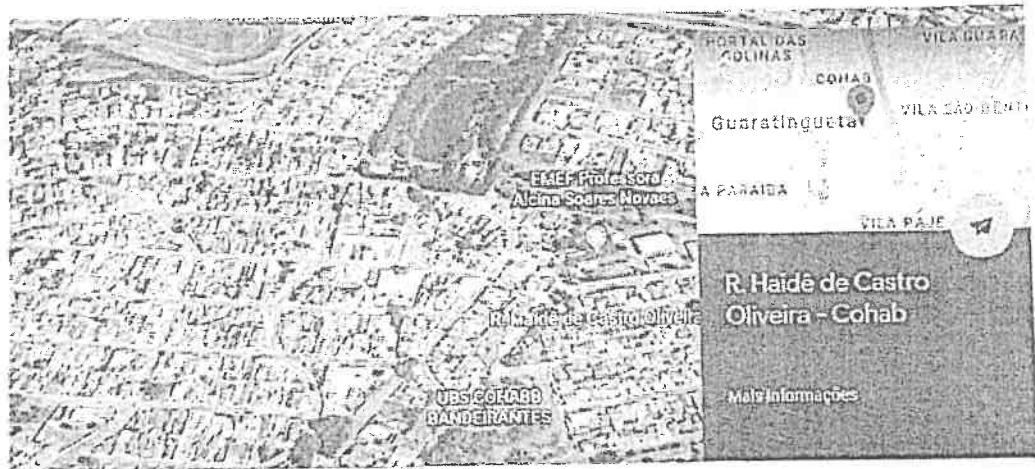 EMEF Professora
Alcina Soares Novaes
R. Haidê de Castro Oliveira
UBS COHAB
BANDEIRANTES
PORTAL DAS
COLINAS
VILA GUARÁ
COHAB
VILA SÃO BENTO
Guaratinguetá
A PARAIBA
VILA PAJE
R. Haidê de Castro
Oliveira - Cohab
Mais informações